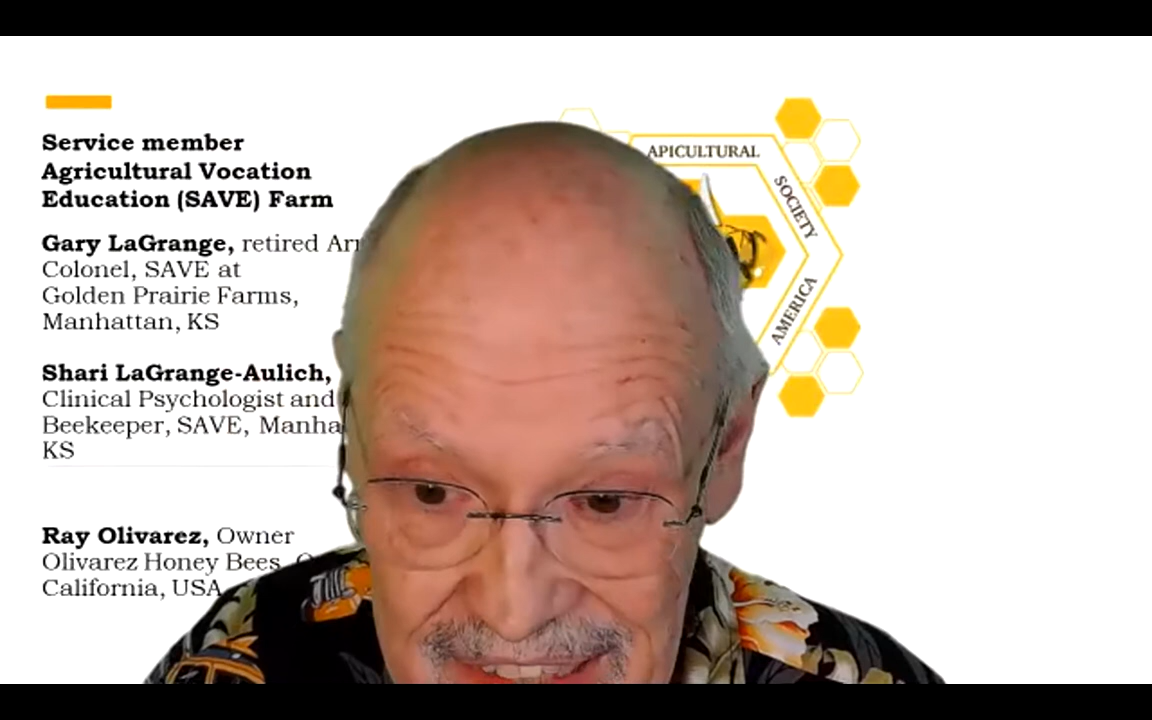 Service member
Agricultural Vocation
Education (SAVE) Farm
Gary LaGrange, retired
Colonel, SAVE at
Golden Prairie Farms,
Manhattan, KS
Shari LaGrange-Aulich,
Clinical Psychologist and
Beekeeper, SAVE,
KS
Ray Olivarez, Owner
Olivarez Honey Bees,
California, USA
APICULTURAL
SOCIETY
AMERICA